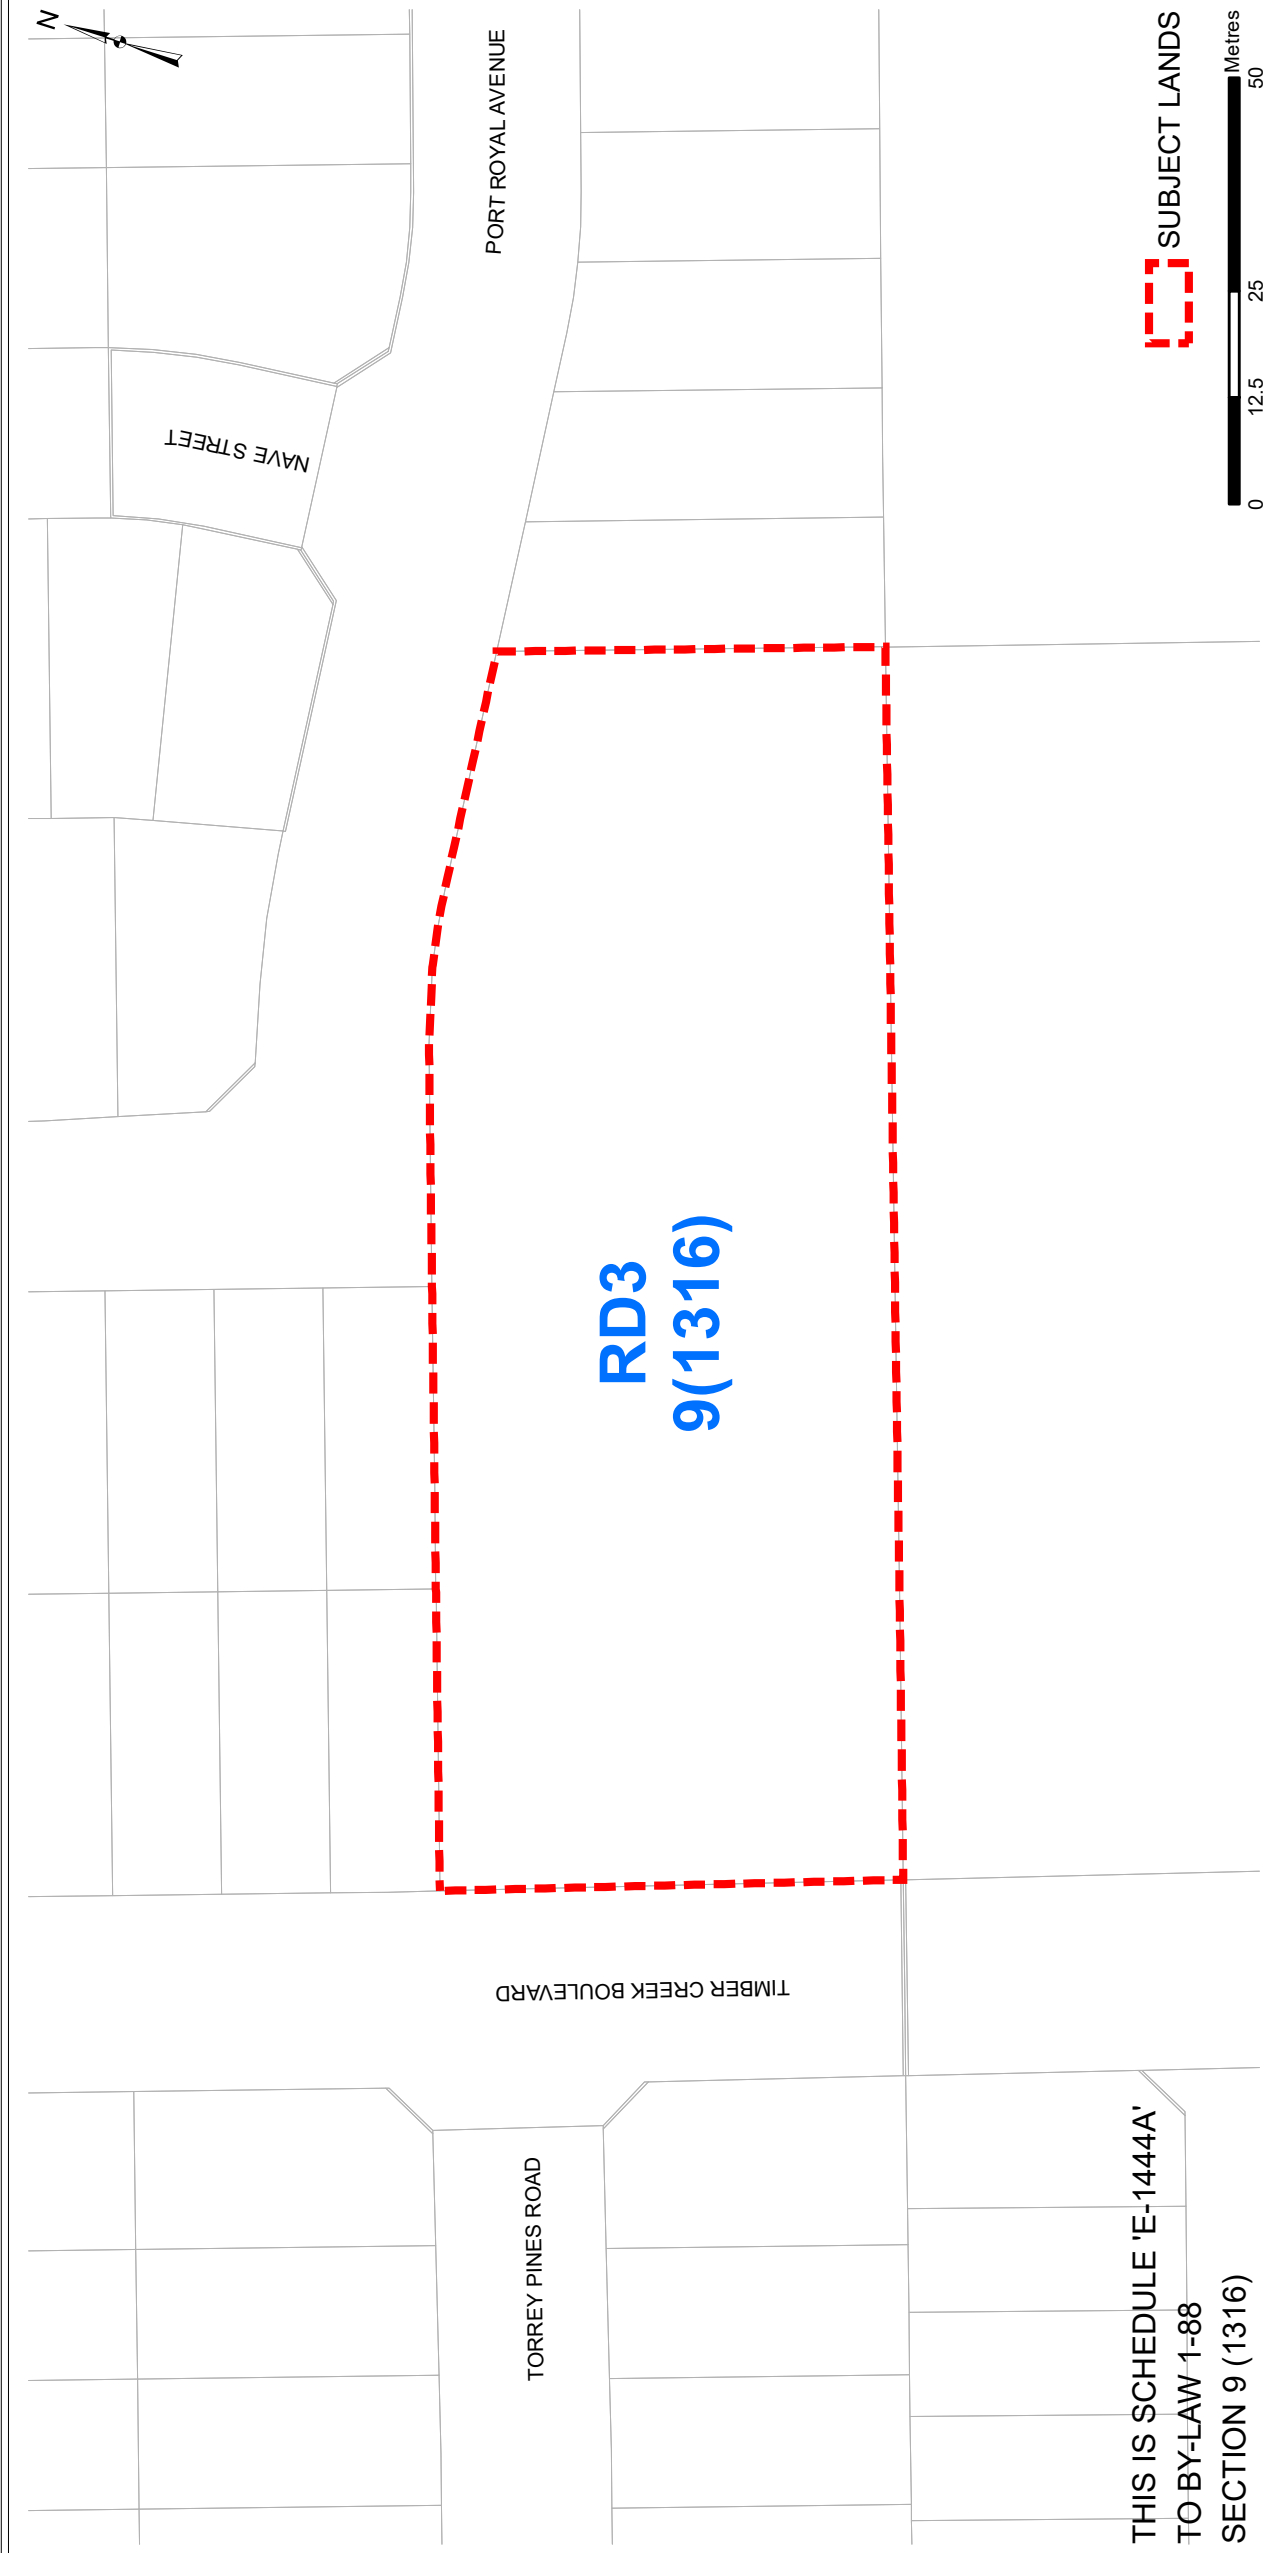 N
PORT ROYAL AVENUE
NAVE STREET
RD3
9(1316)
TIMBER CREEK BOULEVARD
TORREY PINES ROAD
THIS IS SCHEDULE 'E-1444A'
TO BY-LAW 1-88
SECTION 9 (1316)
SUBJECT LANDS
Metres
0 12.5 25 50